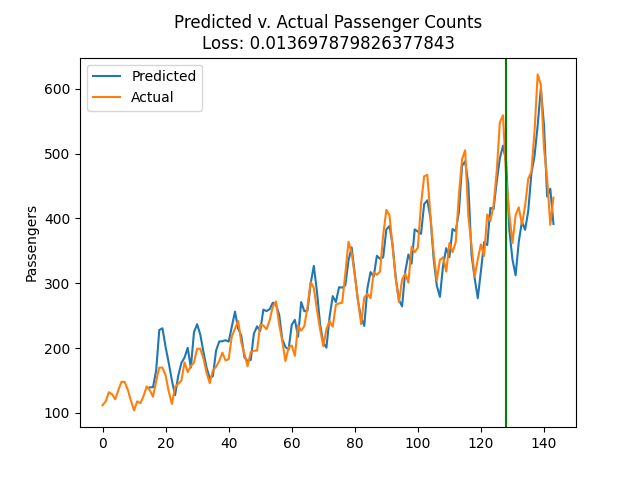 Predicted v. Actual Passenger Counts
Loss: 0.013697879826377843
Predicted
Actual
Passengers
600
500
400
300
200
100
0 20 40 60 80 100 120 140